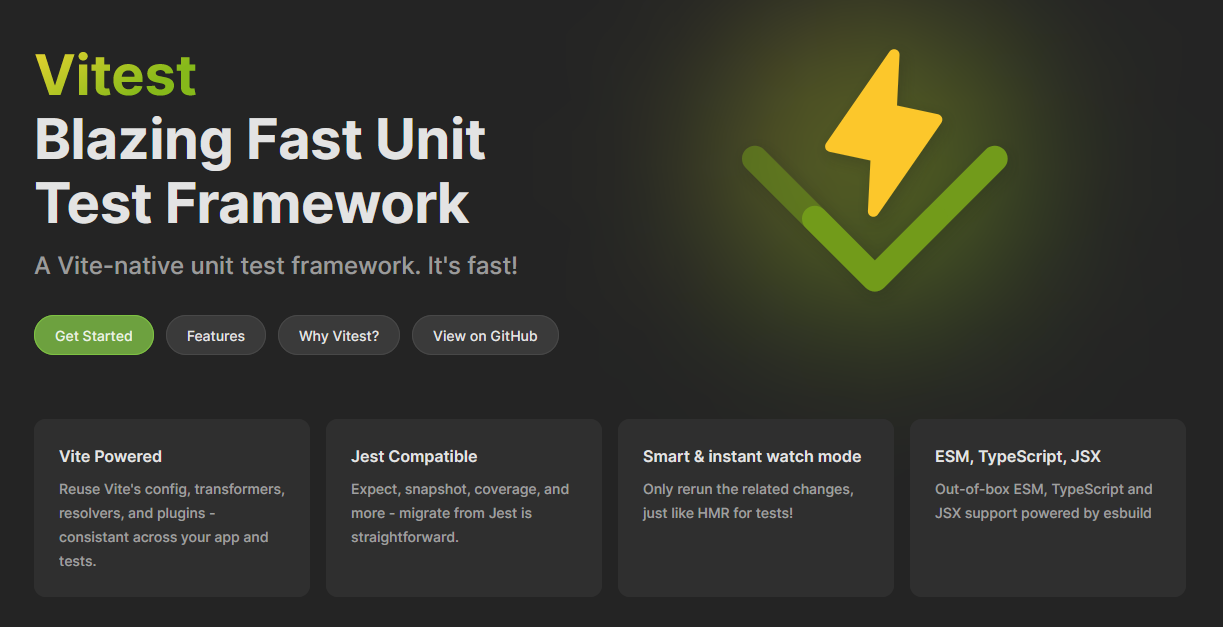 Vitest
Blazing Fast Unit
Test Framework
A Vite-native unit test framework. It's fast!
Get Started
Features
Why Vitest?
View on GitHub
Vite Powered
Reuse Vite's config, transformers,
resolvers, and plugins -
consistant across your app and
tests.
Jest Compatible
Expect, snapshot, coverage, and
more - migrate from Jest is
straightforward.
Smart & instant watch mode
Only rerun the related changes,
just like HMR for tests!
ESM, TypeScript, JSX
Out-of-box ESM, TypeScript and
JSX support powered by esbuild